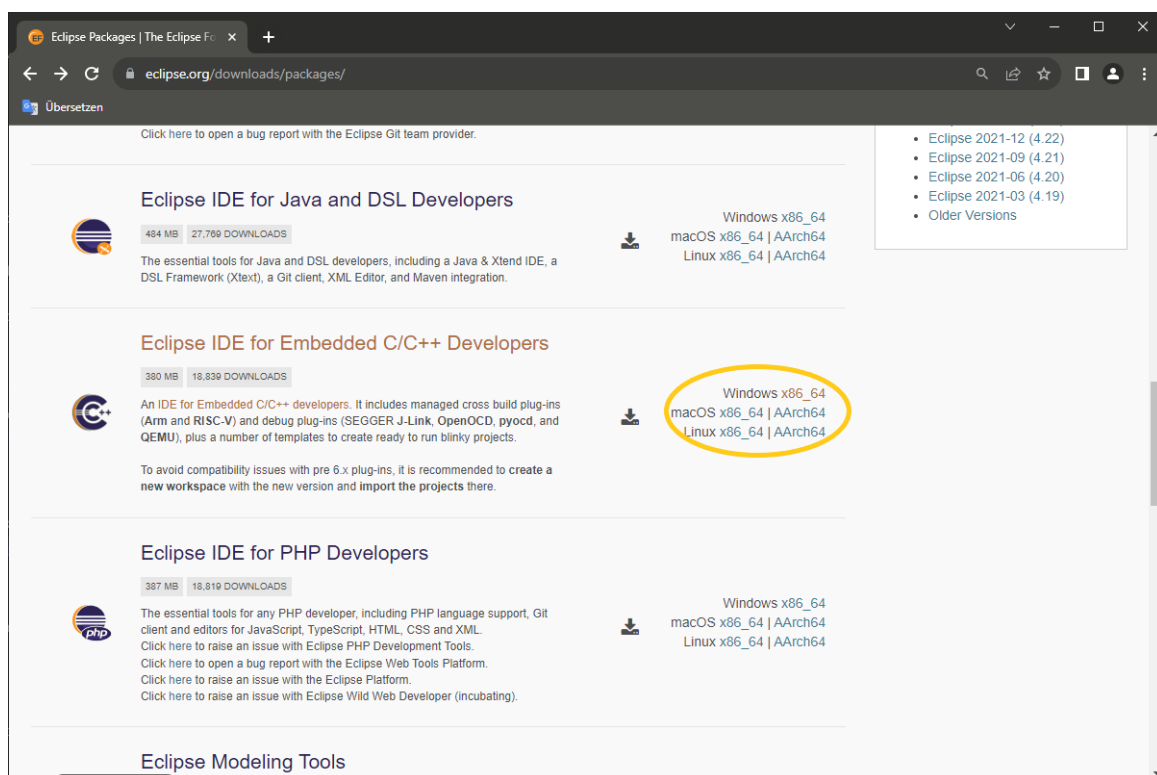 Eclipse Packages | The Eclipse Fo
eclipse.org/downloads/packages/
Übersetzen
Click here to open a bug report with the Eclipse Git team provider.
Eclipse 2021-12 (4.22)
Eclipse 2021-09 (4.21)
Eclipse 2021-06 (4.20)
Eclipse 2021-03 (4.19)
Older Versions
Eclipse IDE for Java and DSL Developers
484 MB 27,769 DOWNLOADS
The essential tools for Java and DSL developers, including a Java & Xtend IDE, a
DSL Framework (Xtext), a Git client, XML Editor, and Maven integration.
Windows x86_64
macOS x86_64 | AArch64
Linux x86_64 | AArch64
Eclipse IDE for Embedded C/C++ Developers
380 MB 18,839 DOWNLOADS
An IDE for Embedded C/C++ developers. It includes managed cross build plug-ins
(Arm and RISC-V) and debug plug-ins (SEGGER J-Link, OpenOCD, pyocd, and
QEMU), plus a number of templates to create ready to run blinky projects.
To avoid compatibility issues with pre 6.x plug-ins, it is recommended to create a
new workspace with the new version and import the projects there.
Windows x86_64
macOS x86_64 | AArch64
Linux x86_64 | AArch64
Eclipse IDE for PHP Developers
387 MB 18,819 DOWNLOADS
The essential tools for any PHP developer, including PHP language support, Git
client and editors for JavaScript, TypeScript, HTML, CSS and XML.
Click here to raise an issue with Eclipse PHP Development Tools.
Click here to open a bug report with the Eclipse Web Tools Platform.
Click here to raise an issue with the Eclipse Platform.
Click here to raise an issue with Eclipse Wild Web Developer (incubating).
php
Windows x86_64
macOS x86_64 | AArch64
Linux x86_64 | AArch64
Eclipse Modeling Tools